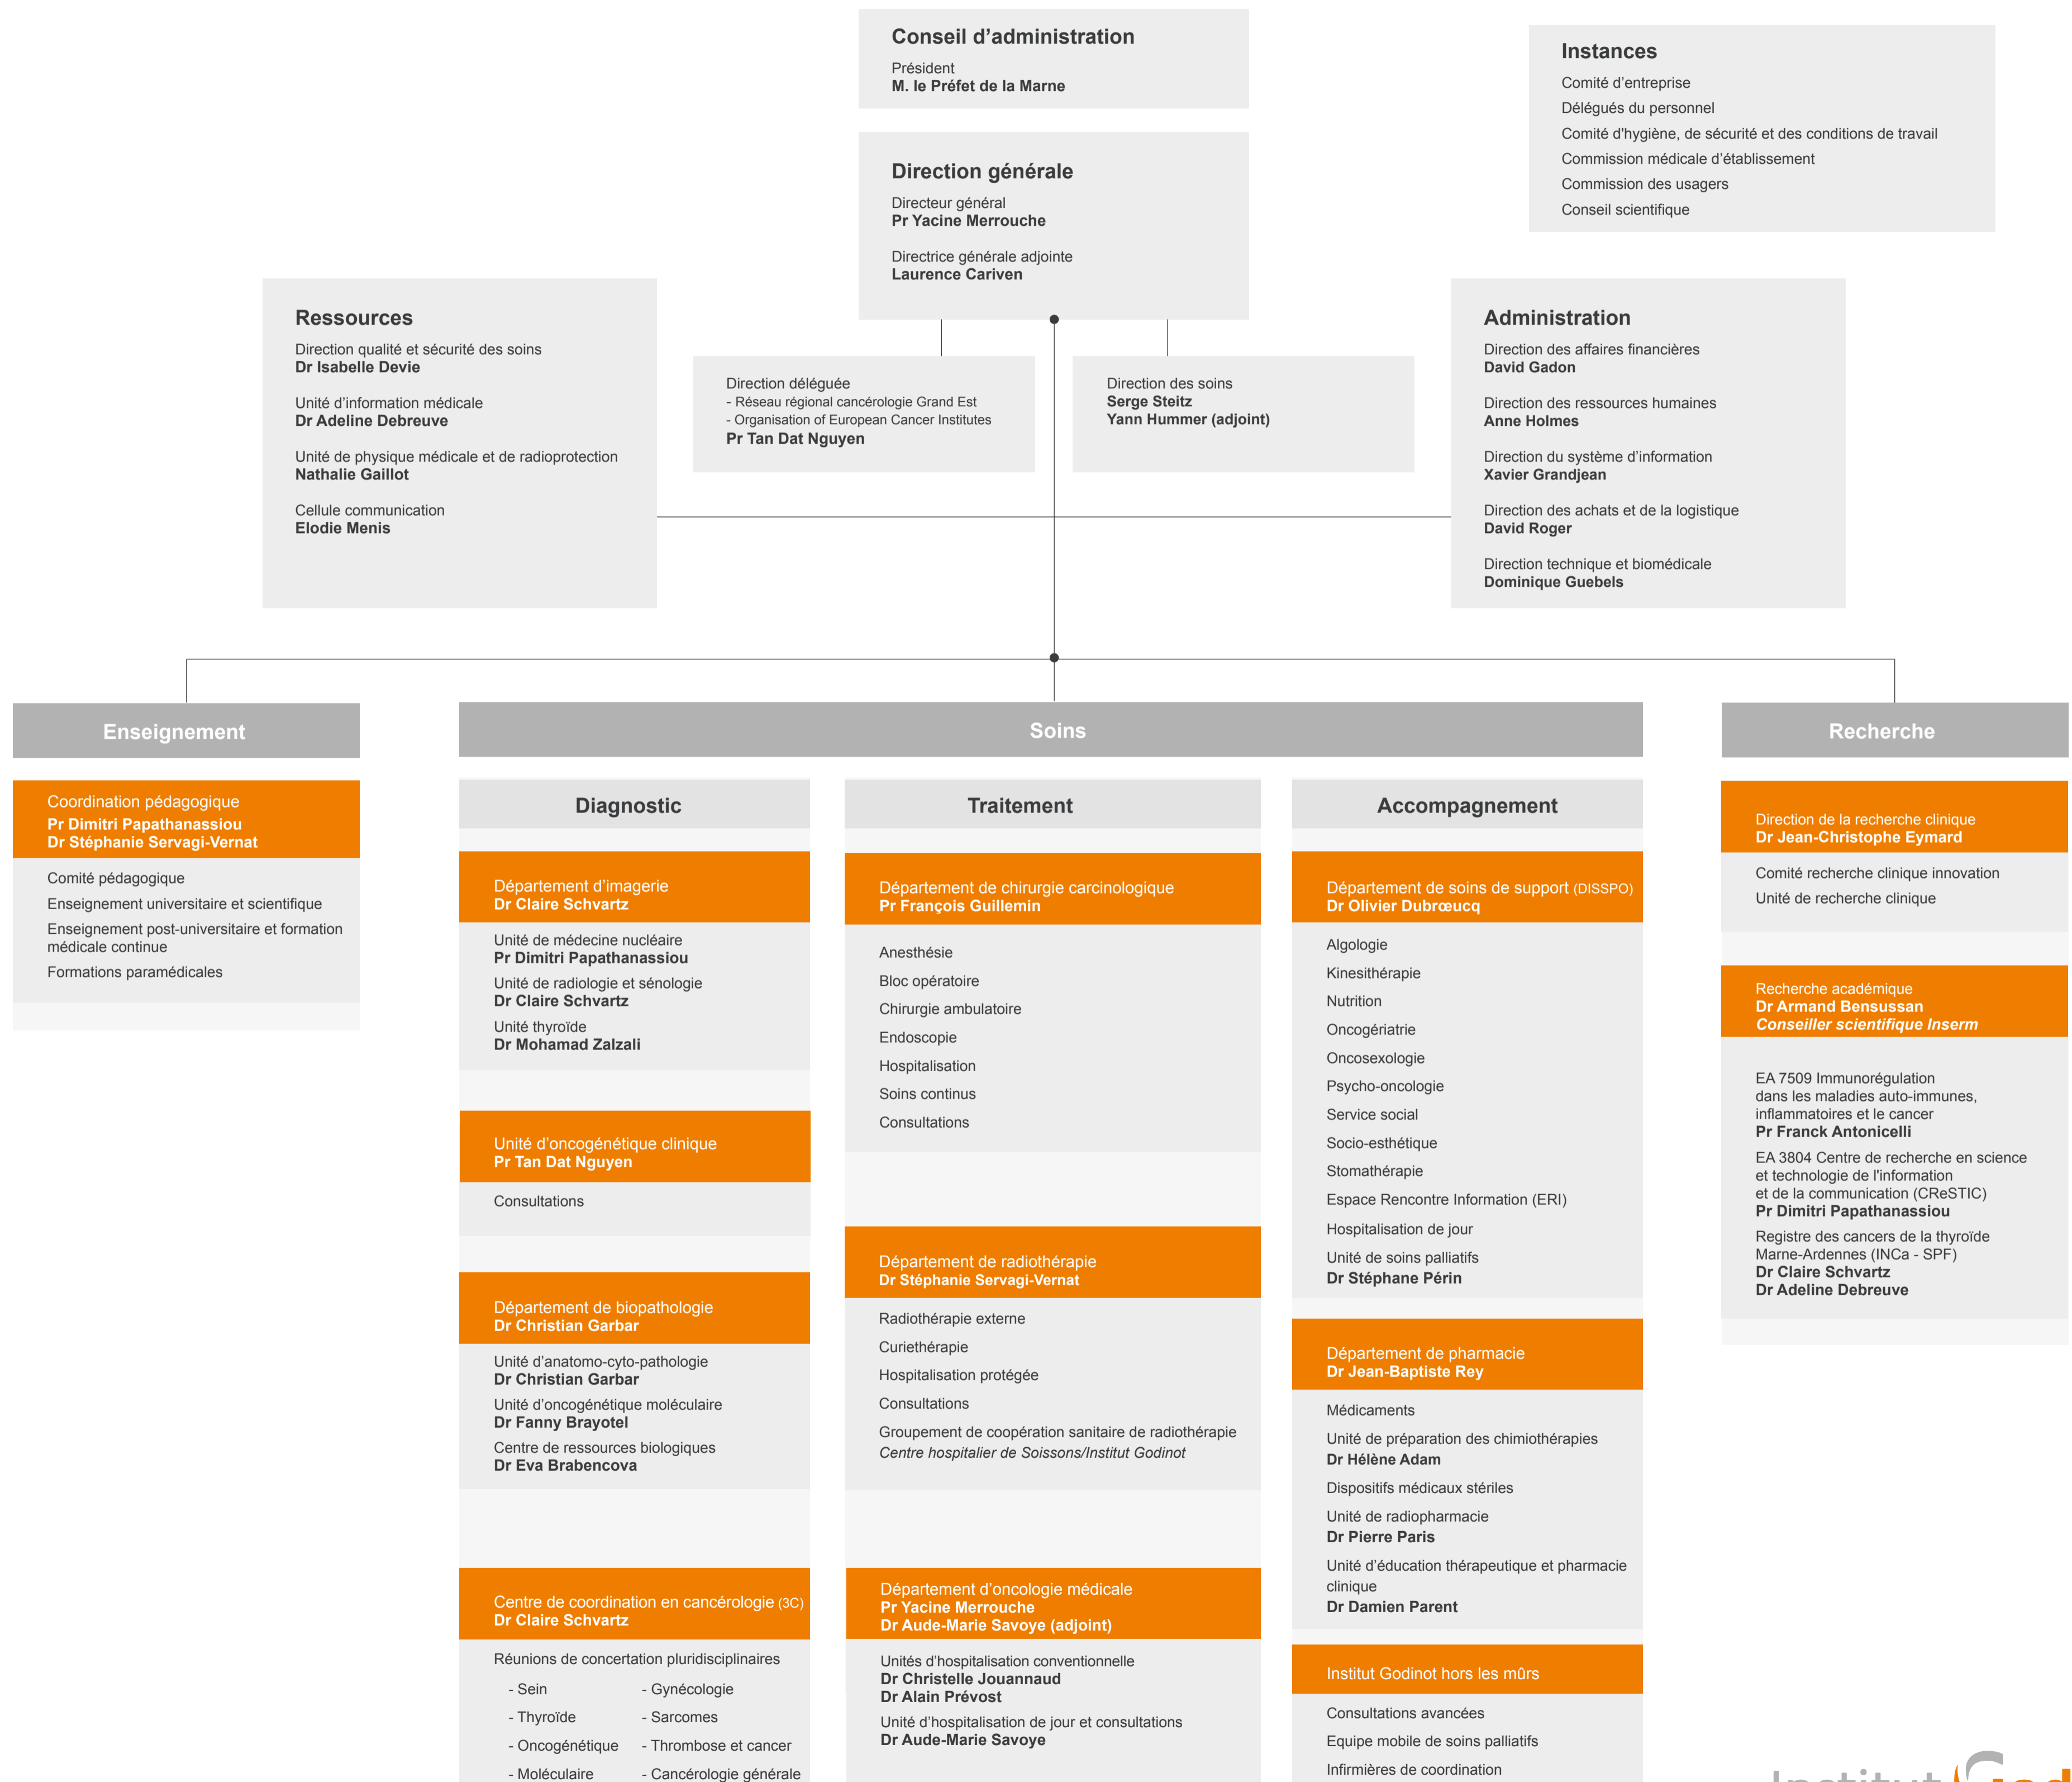 Conseil d’administration
Président
M. le Préfet de la Marne
Instances
Comité d’entreprise
Délégués du personnel
Comité d'hygiène, de sécurité et des conditions de travail
Commission médicale d’établissement
Commission des usagers
Conseil scientifique
Direction générale
Directeur général
Pr Yacine Merrouche
Directrice générale adjointe
Laurence Cariven
Ressources
Direction qualité et sécurité des soins
Dr Isabelle Devie
Unité d’information médicale
Dr Adeline Debreuve
Unité de physique médicale et de radioprotection
Nathalie Gaillot
Cellule communication
Elodie Menis
Direction déléguée
- Réseau régional cancérologie Grand Est
- Organisation of European Cancer Institutes
Pr Tan Dat Nguyen
Direction des soins
Serge Steitz
Yann Hummer (adjoint)
Administration
Direction des affaires financières
David Gadon
Direction des ressources humaines
Anne Holmes
Direction du système d’information
Xavier Grandjean
Direction des achats et de la logistique
David Roger
Direction technique et biomédicale
Dominique Guebels
Enseignement
Coordination pédagogique
Pr Dimitri Papathanassiou
Dr Stéphanie Servagi-Vernat
Comité pédagogique
Enseignement universitaire et scientifique
Enseignement post-universitaire et formation
médicale continue
Formations paramédicales
Soins
Diagnostic
Département d’imagerie
Dr Claire Schvartz
Unité de médecine nucléaire
Pr Dimitri Papathanassiou
Unité de radiologie et sénologie
Dr Claire Schvartz
Unité thyroïde
Dr Mohamad Zalzali
Unité d’oncogénétique clinique
Pr Tan Dat Nguyen
Consultations
Département de biopathologie
Dr Christian Garbar
Unité d’anatomo-cyto-pathologie
Dr Christian Garbar
Unité d’oncogénétique moléculaire
Dr Fanny Brayotel
Centre de ressources biologiques
Dr Eva Brabencova
Centre de coordination en cancérologie (3C)
Dr Claire Schvartz
Réunions de concertation pluridisciplinaires
- Sein - Gynécologie
- Thyroïde - Sarcomes
- Oncogénétique - Thrombose et cancer
- Moléculaire - Cancérologie générale
Traitement
Département de chirurgie carcinologique
Pr François Guillemin
Anesthésie
Bloc opératoire
Chirurgie ambulatoire
Endoscopie
Hospitalisation
Soins continus
Consultations
Département de radiothérapie
Dr Stéphanie Servagi-Vernat
Radiothérapie externe
Curiethérapie
Hospitalisation protégée
Consultations
Groupement de coopération sanitaire de radiothérapie
Centre hospitalier de Soissons/Institut Godinot
Département d’oncologie médicale
Pr Yacine Merrouche
Dr Aude-Marie Savoye (adjoint)
Unités d’hospitalisation conventionnelle
Dr Christelle Jouannaud
Dr Alain Prévost
Unité d’hospitalisation de jour et consultations
Dr Aude-Marie Savoye
Accompagnement
Département de soins de support (DISSPO)
Dr Olivier Dubrœucq
Algologie
Kinesithérapie
Nutrition
Oncogériatrie
Oncosexologie
Psycho-oncologie
Service social
Socio-esthétique
Stomathérapie
Espace Rencontre Information (ERI)
Hospitalisation de jour
Unité de soins palliatifs
Dr Stéphane Périn
Département de pharmacie
Dr Jean-Baptiste Rey
Médicaments
Unité de préparation des chimiothérapies
Dr Hélène Adam
Dispositifs médicaux stériles
Unité de radiopharmacie
Dr Pierre Paris
Unité d’éducation thérapeutique et pharmacie
clinique
Dr Damien Parent
Institut Godinot hors les mûrs
Consultations avancées
Equipe mobile de soins palliatifs
Infirmières de coordination
Recherche
Direction de la recherche clinique
Dr Jean-Christophe Eymard
Comité recherche clinique innovation
Unité de recherche clinique
Recherche académique
Dr Armand Bensussan
Conseiller scientifique Inserm
EA 7509 Immunorégulation
dans les maladies auto-immunes,
inflammatoires et le cancer
Pr Franck Antonicelli
EA 3804 Centre de recherche en science
et technologie de l'information
et de la communication (CReSTIC)
Pr Dimitri Papathanassiou
Registre des cancers de la thyroïde
Marne-Ardennes (INCa - SPF)
Dr Claire Schvartz
Dr Adeline Debreuve
Institut